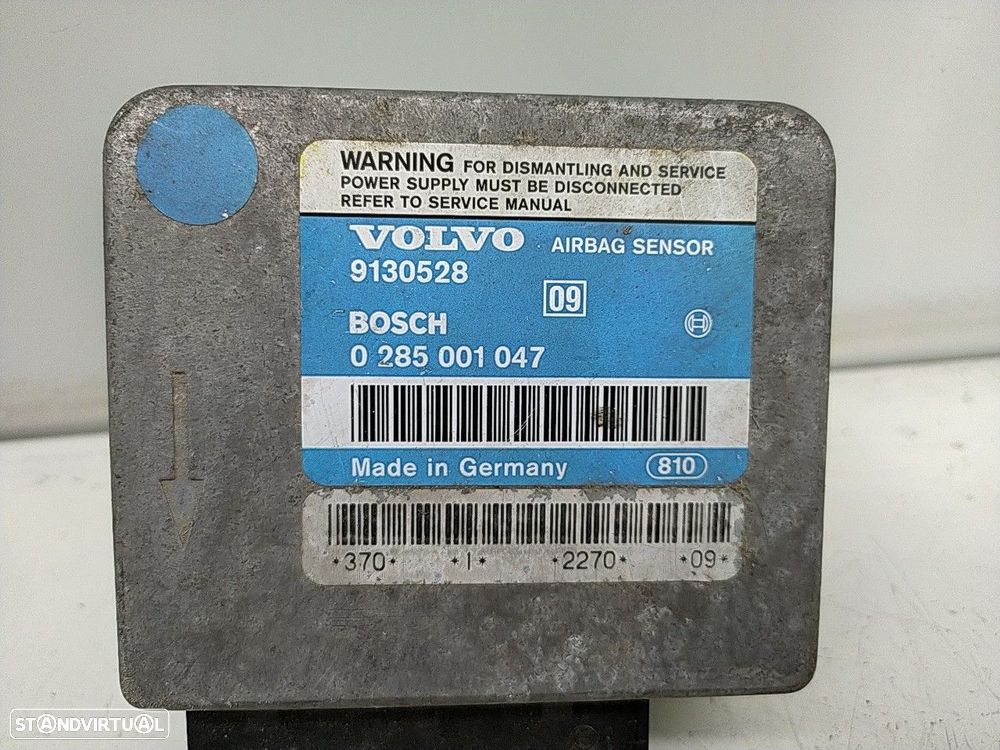 WARNING FOR DISMANTLING AND SERVICE
POWER SUPPLY MUST BE DISCONNECTED
REFER TO SERVICE MANUAL
VOLVO AIRBAG SENSOR
9130528
09
BOSCH
0 285 001 047
Made in Germany 810
*370* *1* *2270* *09*
STANDVIRTUAL